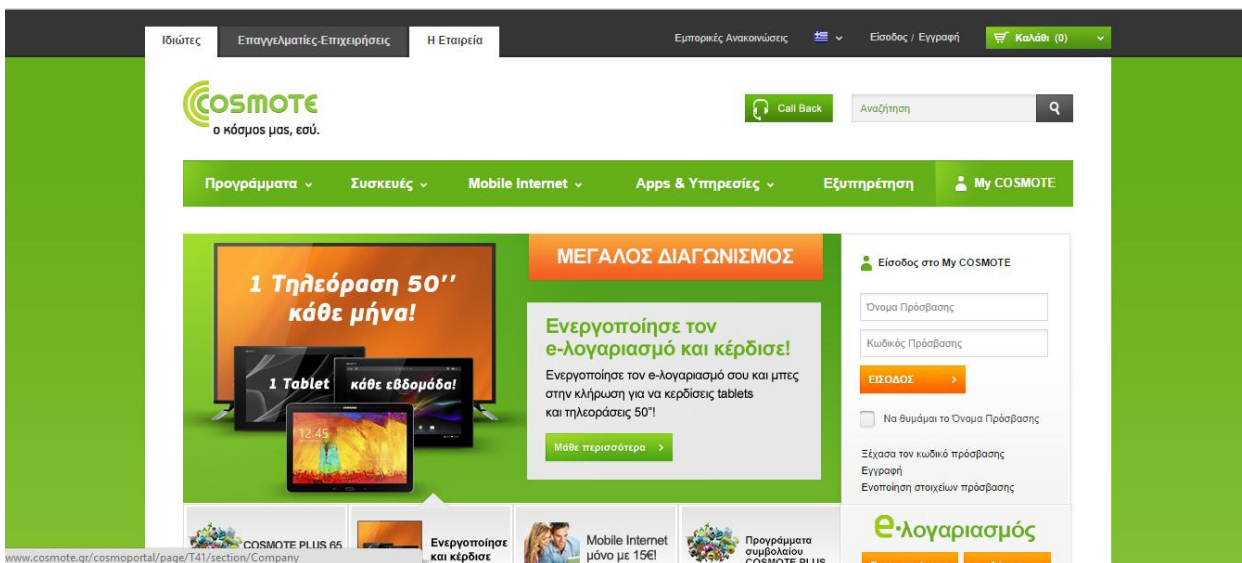 Ιδιώτες
Επαγγελματίες-Επιχειρήσεις
Η Εταιρεία
Εμπορικές Ανακοινώσεις
Είσοδος / Εγγραφή
Καλάθι (0)
COSMOTE
ο κόσμος μας, εσύ.
Call Back
Αναζήτηση
Προγράμματα
Συσκευές
Mobile Internet
Apps & Υπηρεσίες
Εξυπηρέτηση
My COSMOTE
1 Τηλεόραση 50''
κάθε μήνα!
1 Tablet κάθε εβδομάδα!
12:45
ΜΕΓΑΛΟΣ ΔΙΑΓΩΝΙΣΜΟΣ
Ενεργοποίησε τον
e-λογαριασμό και κέρδισε!
Ενεργοποίησε τον e-λογαριασμό σου και μπες
στην κλήρωση για να κερδίσεις tablets
και τηλεοράσεις 50"!
Μάθε περισσότερα
Είσοδος στο My COSMOTE
Όνομα Πρόσβασης
Κωδικός Πρόσβασης
ΕΙΣΟΔΟΣ
Να θυμάμαι το Όνομα Πρόσβασης
Ξέχασα τον κωδικό πρόσβασης
Εγγραφή
Ενοποίηση στοιχείων πρόσβασης
COSMOTE PLUS 65
Ενεργοποίησε
και κέρδισε
Mobile Internet
μόνο με 15€!
Προγράμματα
συμβολαίου
COSMOTE PLUS
e-λογαριασμός
www.cosmote.gr/cosmoportal/page/T41/section/Company